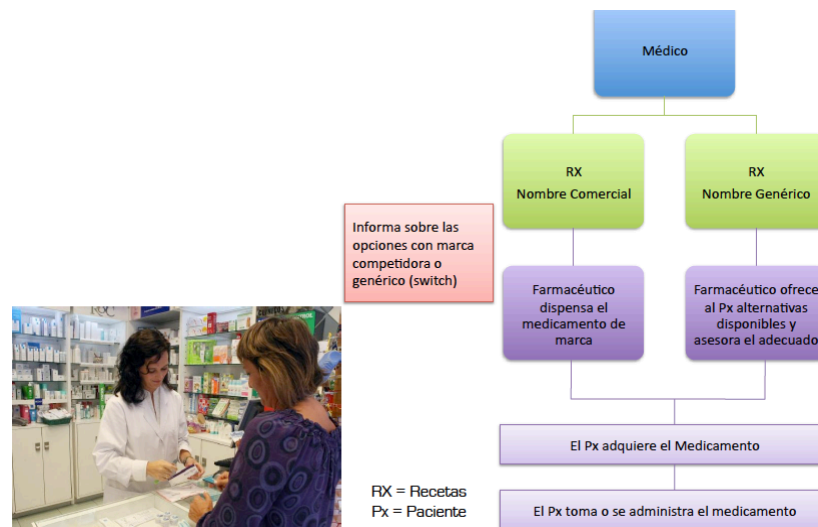 Médico
RX
Nombre Comercial
RX
Nombre Genérico
Informa sobre las
opciones con marca
competidora o
genérico (switch)
Farmacéutico
dispensa el
medicamento de
marca
Farmacéutico ofrece
al Px alternativas
disponibles y
asesora el adecuado
El Px adquiere el Medicamento
RX = Recetas
Px = Paciente
El Px toma o se administra el medicamento